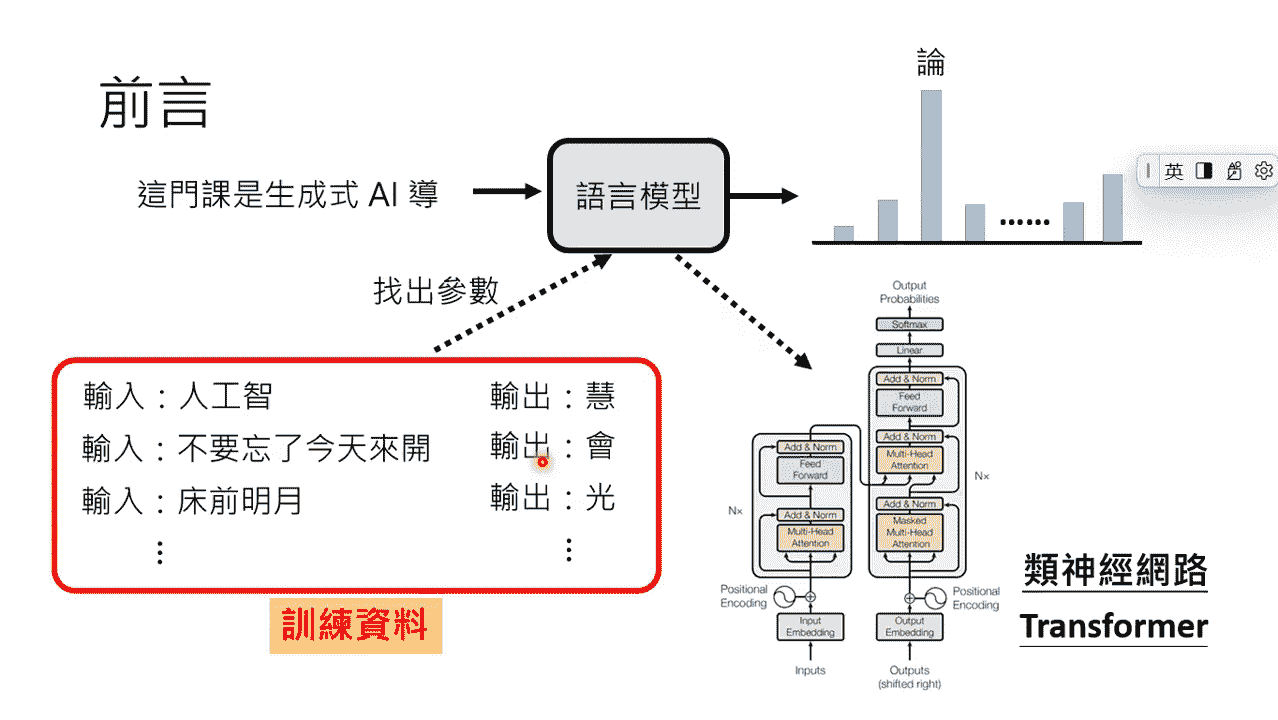 前言
論
這門課是生成式 AI 導
語言模型
......
英
找出參數
輸入：人工智 輸出：慧
輸入：不要忘了今天來開 輸出：會
輸入：床前明月 輸出：光
⋮ ⋮
訓練資料
Output
Probabilities
Softmax
Linear
Add & Norm
Feed
Forward
Add & Norm
Multi-Head
Attention
Add & Norm
Masked
Multi-Head
Attention
N×
Positional
Encoding
Output
Embedding
Outputs
(shifted right)
Add & Norm
Feed
Forward
Add & Norm
Multi-Head
Attention
N×
Positional
Encoding
Input
Embedding
Inputs
類神經網路
Transformer